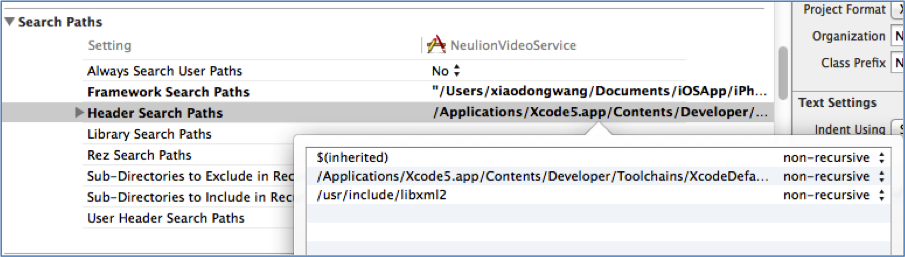 Search Paths
Project Format
Setting NeulionVideoService
Organization
Always Search User Paths No
Class Prefix
Framework Search Paths "/Users/xiaodongwang/Documents/iOSApp/iPh...
Header Search Paths /Applications/Xcode5.app/Contents/Developer/...
Text Settings
Library Search Paths
Indent Using
Rez Search Paths
$(inherited) non-recursive
Sub-Directories to Exclude in Rec
/Applications/Xcode5.app/Contents/Developer/Toolchains/XcodeDefa... non-recursive
Sub-Directories to Include in Rec
/usr/include/libxml2 non-recursive
User Header Search Paths